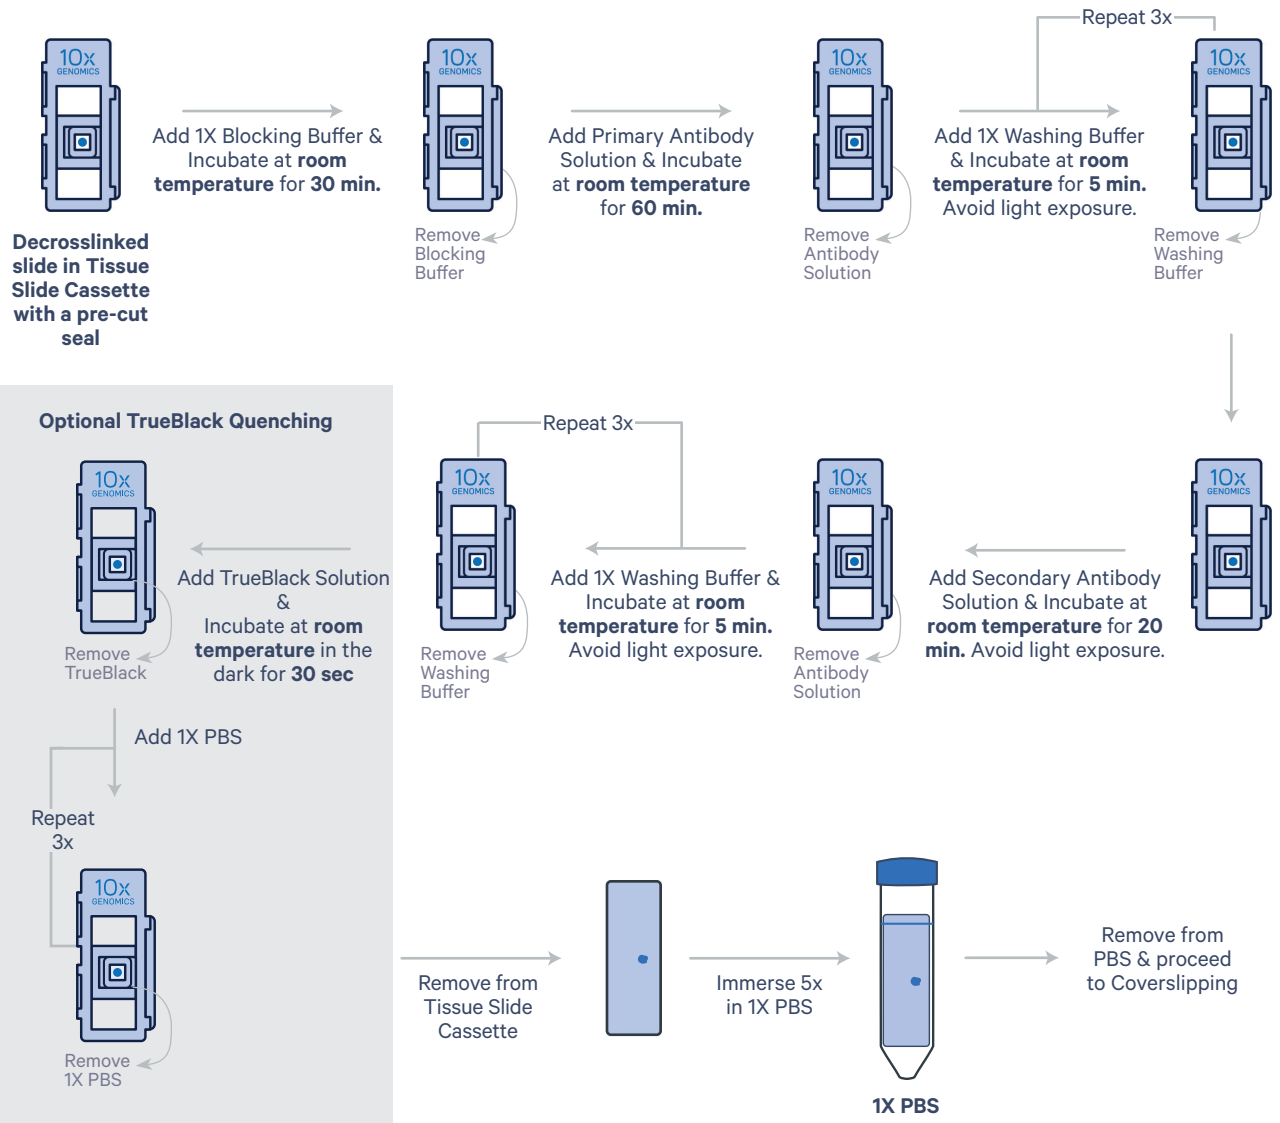 Repeat 3x
10x
GENOMICS
10x
GENOMICS
10x
GENOMICS
10x
GENOMICS
Add 1X Blocking Buffer &
Incubate at room
temperature for 30 min.
Add Primary Antibody
Solution & Incubate
at room temperature
for 60 min.
Add 1X Washing Buffer
& Incubate at room
temperature for 5 min.
Avoid light exposure.
Decrosslinked
slide in Tissue
Slide Cassette
with a pre-cut
seal
Remove
Blocking
Buffer
Remove
Antibody
Solution
Remove
Washing
Buffer
10x
GENOMICS
Add Secondary Antibody
Solution & Incubate at
room temperature for 20
min. Avoid light exposure.
10x
GENOMICS
Remove
Antibody
Solution
Repeat 3x
Add 1X Washing Buffer &
Incubate at room
temperature for 5 min.
Avoid light exposure.
10x
GENOMICS
Remove
Washing
Buffer
Optional TrueBlack Quenching
Add TrueBlack Solution
&
Incubate at room
temperature in the
dark for 30 sec
10x
GENOMICS
Remove
TrueBlack
Add 1X PBS
Repeat
3x
10x
GENOMICS
Remove
1X PBS
Remove from
Tissue Slide
Cassette
Immerse 5x
in 1X PBS
1X PBS
Remove from
PBS & proceed
to Coverslipping